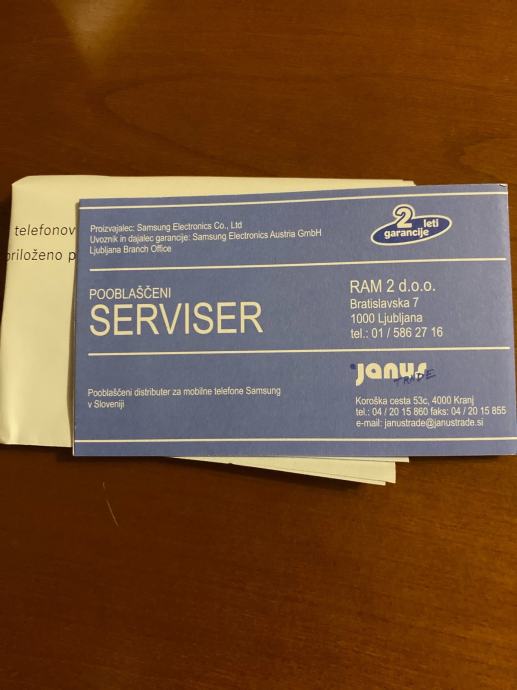 telefonov
priloženo p
Proizvajalec: Samsung Electronics Co., Ltd
Uvoznik in dajalec garancije: Samsung Electronics Austria GmbH
Ljubljana Branch Office
2 leti
garancije
POOBLAŠČENI
SERVISER
RAM 2 d.o.o.
Bratislavska 7
1000 Ljubljana
tel.: 01 / 586 27 16
Pooblaščeni distributer za mobilne telefone Samsung
v Sloveniji
janus
TRADE
Koroška cesta 53c, 4000 Kranj
tel.: 04 / 20 15 860 faks: 04 / 20 15 855
e-mail: janustrade@janustrade.si